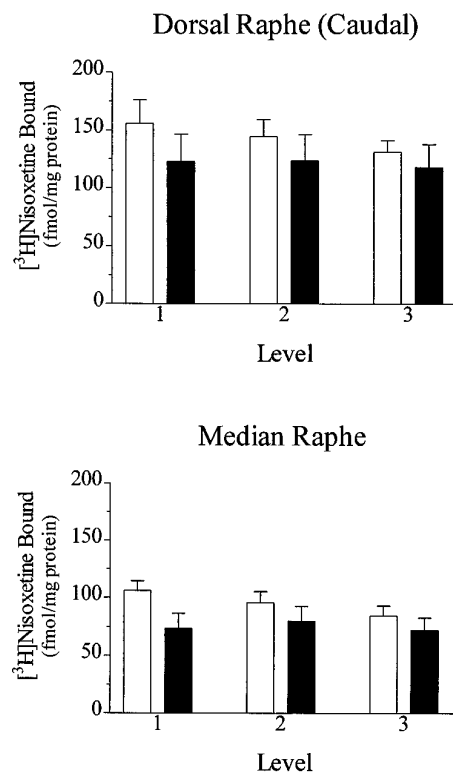 Dorsal Raphe (Caudal)
[³H]Nisoxetine Bound
(fmol/mg protein)
200
150
100
50
0
1 2 3
Level
Median Raphe
[³H]Nisoxetine Bound
(fmol/mg protein)
200
150
100
50
0
1 2 3
Level